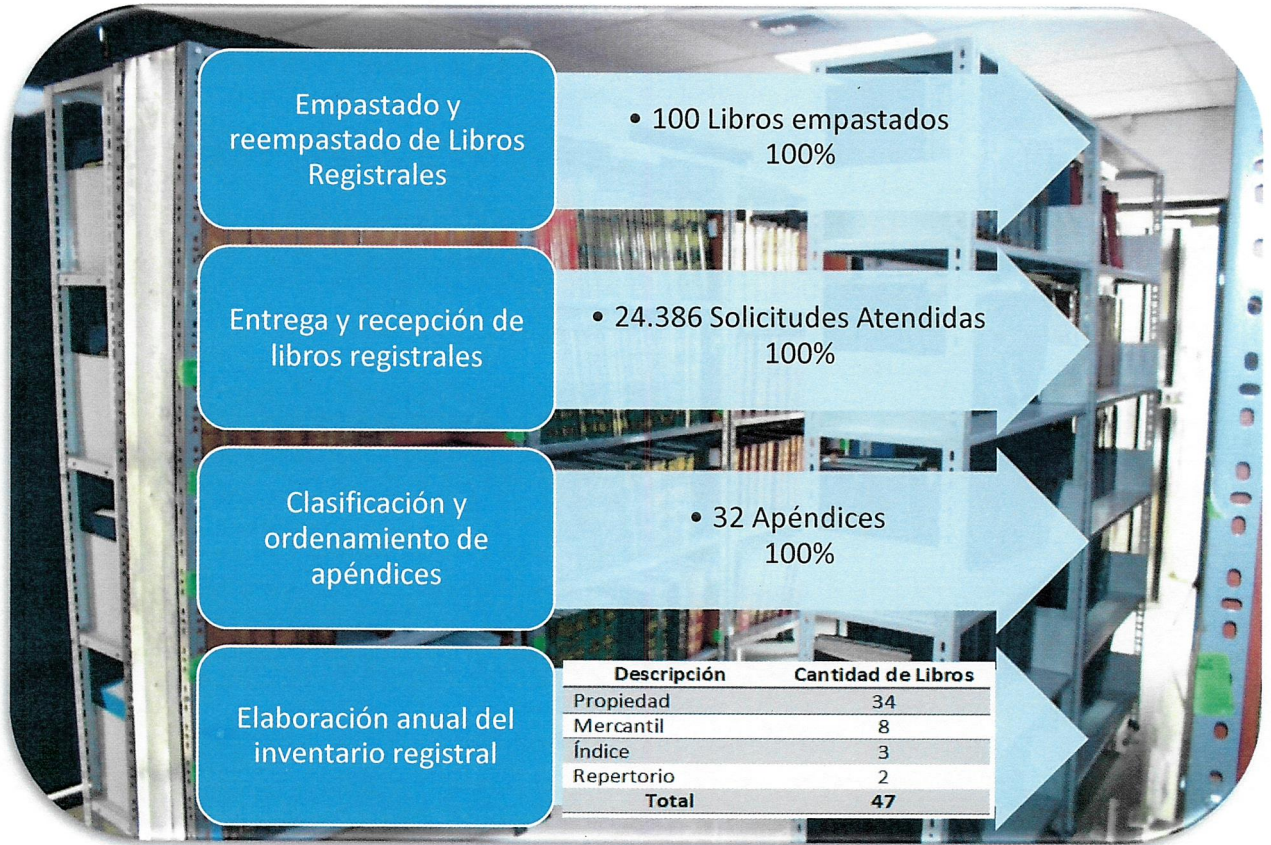 Empastado y
reempastado de Libros
Registrales
• 100 Libros empastados
100%
Entrega y recepción de
libros registrales
• 24.386 Solicitudes Atendidas
100%
Clasificación y
ordenamiento de
apéndices
• 32 Apéndices
100%
Elaboración anual del
inventario registral
Descripción Cantidad de Libros
Propiedad 34
Mercantil 8
Índice 3
Repertorio 2
Total 47